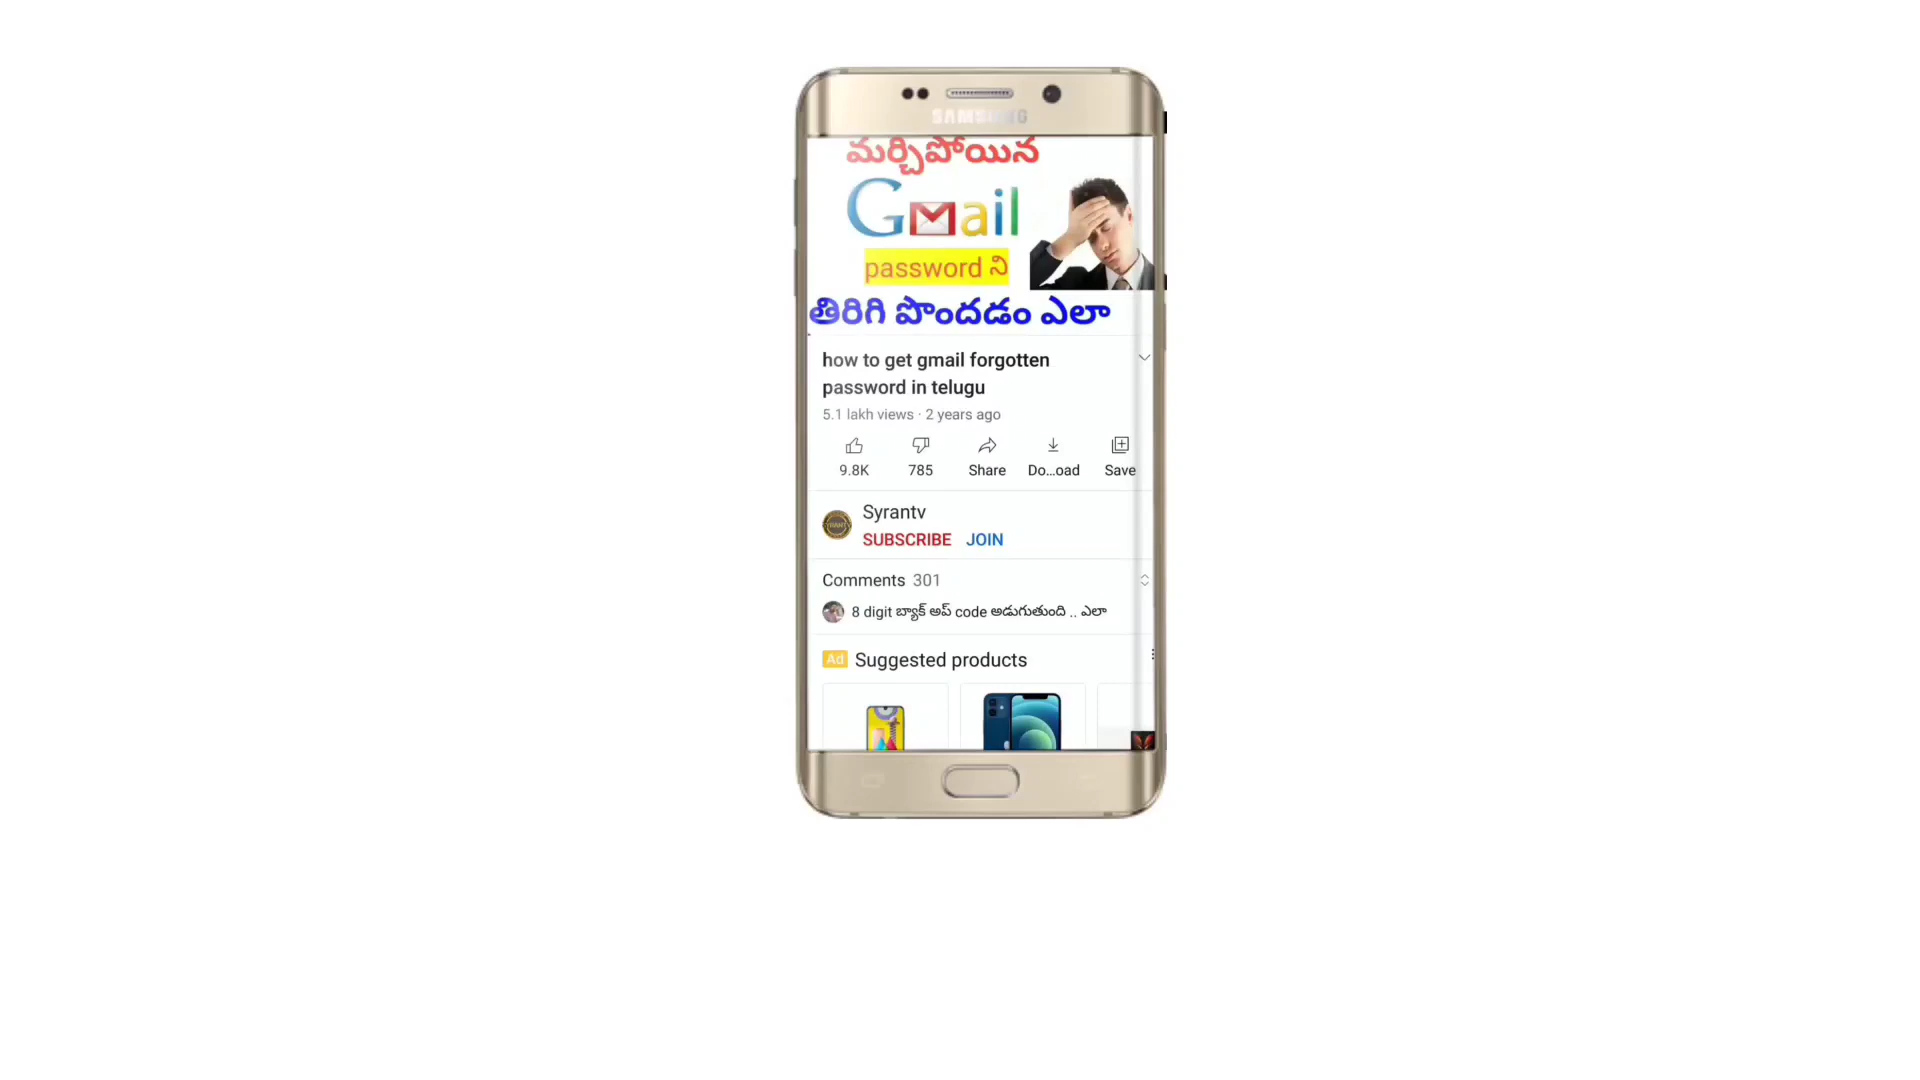 SAMSUNG
మర్చిపోయిన
Gmail
password ని
తిరిగి పొందడం ఎలా
how to get gmail forgotten
password in telugu
5.1 lakh views · 2 years ago
9.8K 785 Share Do...oad Save
Syrantv
SUBSCRIBE JOIN
Comments 301
8 digit బ్యాక్ అప్ code అడుగుతుంది .. ఎలా
Ad Suggested products